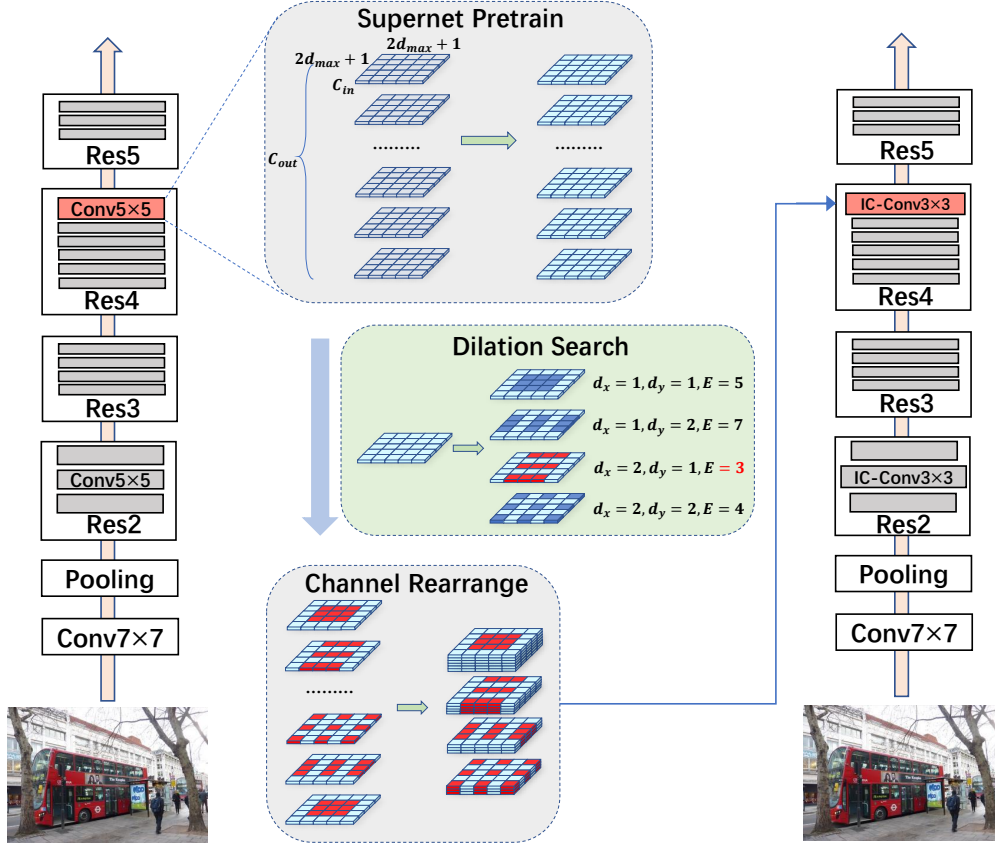 Supernet Pretrain
2d_max + 1
2d_max + 1
C_in
C_out
.........
.........
Res5
Conv5×5
Res4
Res3
Conv5×5
Res2
Pooling
Conv7×7
Dilation Search
d_x = 1, d_y = 1, E = 5
d_x = 1, d_y = 2, E = 7
d_x = 2, d_y = 1, E = 3
d_x = 2, d_y = 2, E = 4
Channel Rearrange
.........
Res5
IC-Conv3×3
Res4
Res3
IC-Conv3×3
Res2
Pooling
Conv7×7